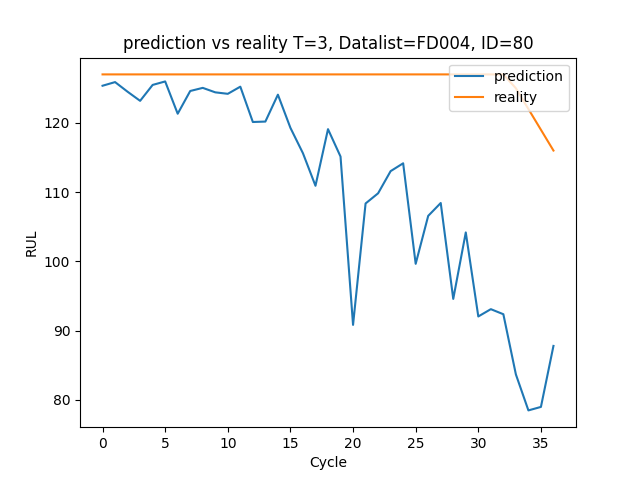 prediction vs reality T=3, Datalist=FD004, ID=80
prediction
reality
RUL
120
110
100
90
80
0 5 10 15 20 25 30 35
Cycle